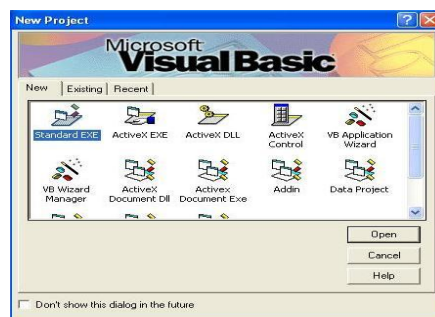 New Project
Microsoft
Visual Basic
New Existing Recent
Standard EXE ActiveX EXE ActiveX DLL ActiveX Control VB Application Wizard
VB Wizard Manager ActiveX Document Dll Activex Document Exe Addin Data Project
Open
Cancel
Help
Don't show this dialog in the future